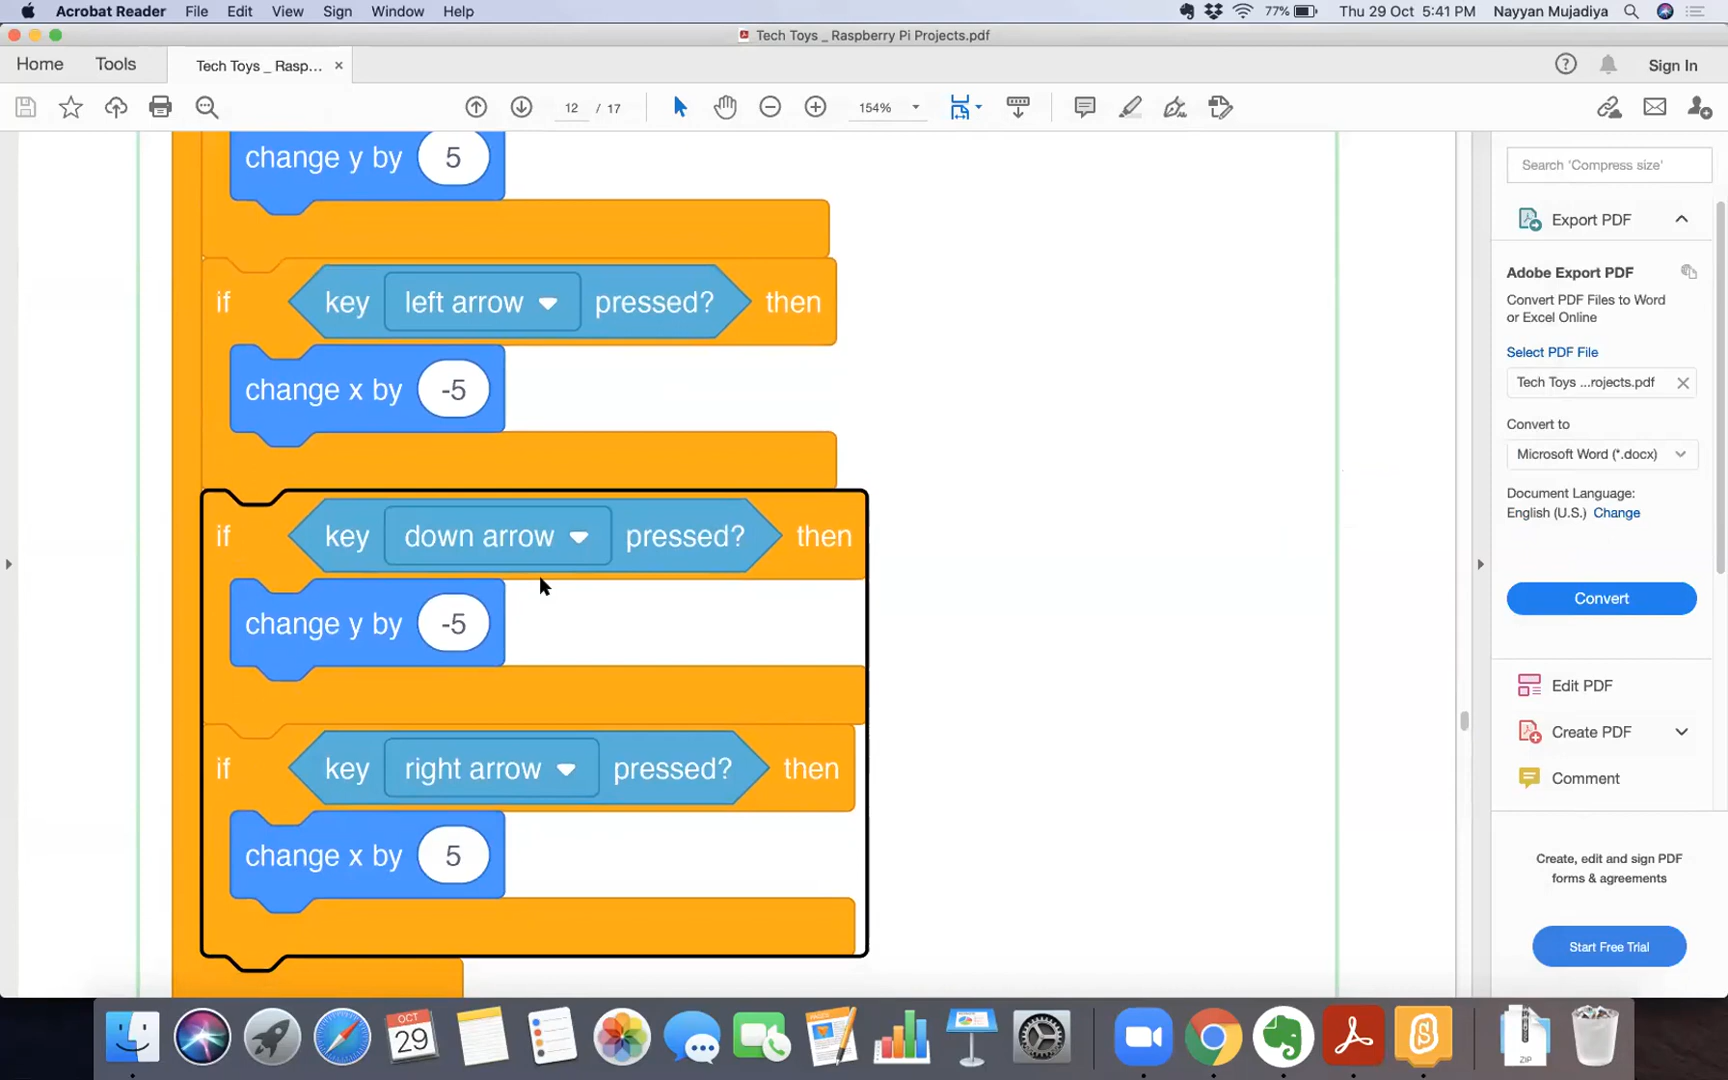 Acrobat Reader File Edit View Sign Window Help 77% Thu 29 Oct 5:41 PM Nayyan Mujadiya
Tech Toys _ Raspberry Pi Projects.pdf
Home Tools Tech Toys _ Rasp... × Sign In
12 / 17 154%
change y by 5
if key left arrow pressed? then
change x by -5
if key down arrow pressed? then
change y by -5
if key right arrow pressed? then
change x by 5
Search 'Compress size'
Export PDF
Adobe Export PDF
Convert PDF Files to Word
or Excel Online
Select PDF File
Tech Toys ...rojects.pdf
Convert to
Microsoft Word (*.docx)
Document Language:
English (U.S.) Change
Convert
Edit PDF
Create PDF
Comment
Create, edit and sign PDF
forms & agreements
Start Free Trial
OCT
29
ZIP